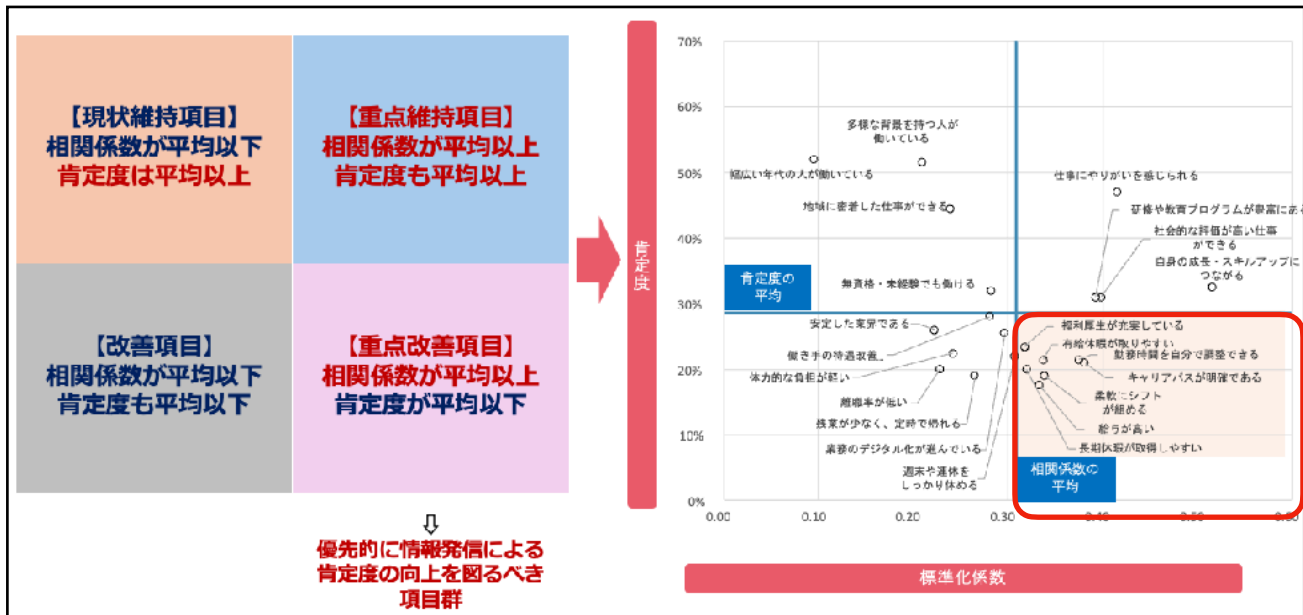 【現状維持項目】
相関係数が平均以下
肯定度は平均以上
【重点維持項目】
相関係数が平均以上
肯定度も平均以上
【改善項目】
相関係数が平均以下
肯定度も平均以下
【重点改善項目】
相関係数が平均以上
肯定度が平均以下
⇩
優先的に情報発信による
肯定度の向上を図るべき
項目群
肯定度
70%
60%
50%
40%
30%
20%
10%
0%
多様な背景を持つ人が
働いている
幅広い年代の人が働いている
地域に密着した仕事ができる
仕事にやりがいを感じられる
研修や教育プログラムが豊富にある
社会的な評価が高い仕事
ができる
自身の成長・スキルアップに
つながる
肯定度の
平均
無資格・未経験でも働ける
安定した業界である
働き手の待遇改善
体力的な負担が軽い
離職率が低い
残業が少なく、定時で帰れる
業務のデジタル化が進んでいる
週末や連休を
しっかり休める
福利厚生が充実している
有給休暇が取りやすい
勤務時間を自分で調整できる
キャリアパスが明確である
柔軟にシフト
が組める
給与が高い
長期休暇が取得しやすい
相関係数の
平均
0.00
0.10
0.20
0.30
0.40
0.50
0.60
標準化係数